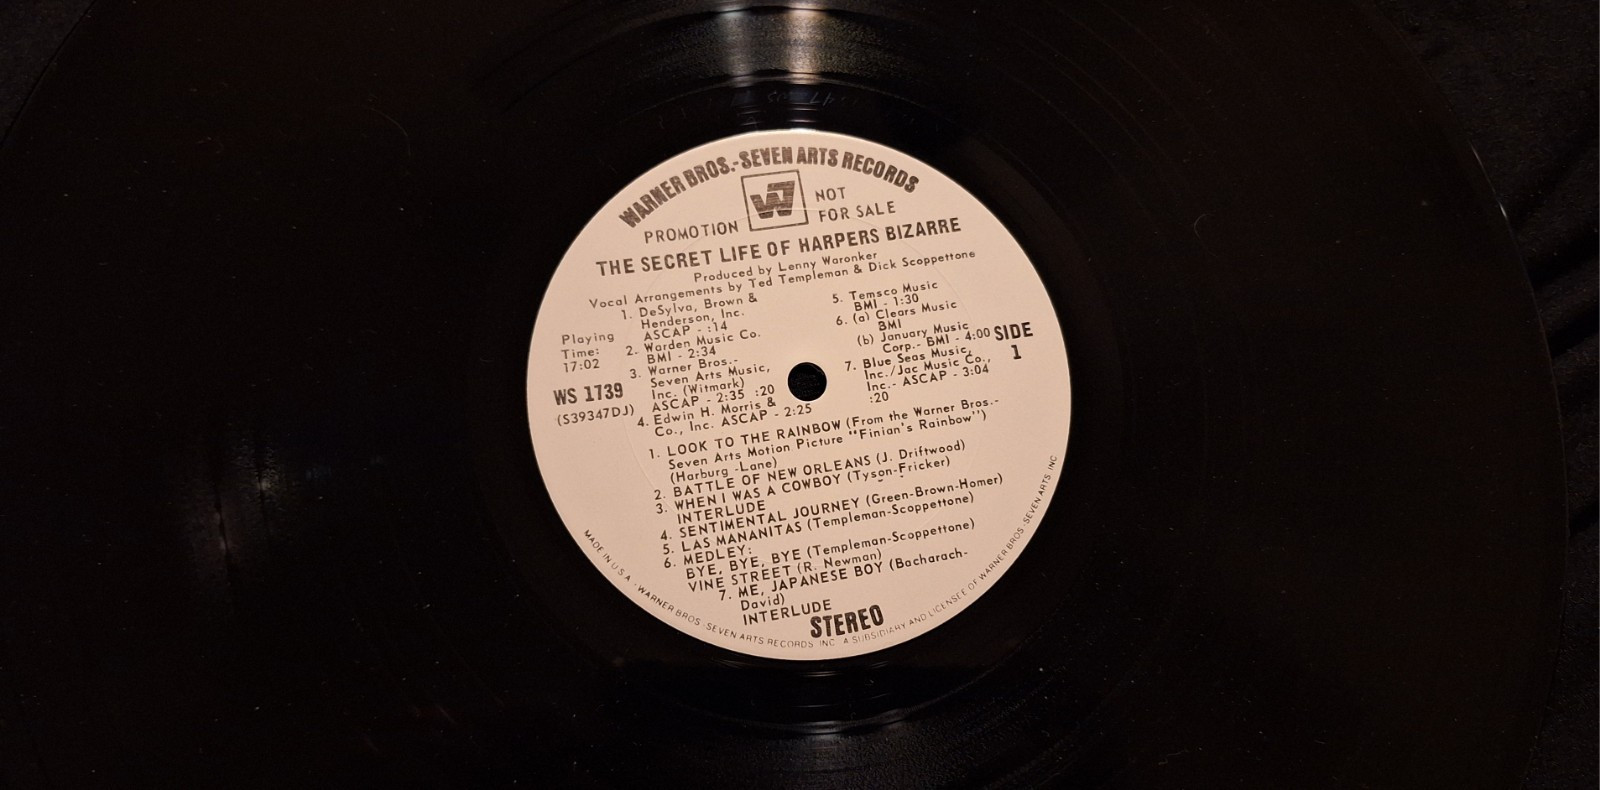 WARNER BROS.-SEVEN ARTS RECORDS
W7
PROMOTION NOT FOR SALE
THE SECRET LIFE OF HARPERS BIZARRE
Produced by Lenny Waronker
Vocal Arrangements by Ted Templeman & Dick Scoppettone
Playing
Time:
17:02
WS 1739
(S39347DJ)
1. DeSylva, Brown &
Henderson, Inc.
ASCAP - :14
2. Warden Music Co.
BMI - 2:34
3. Warner Bros.-
Seven Arts Music,
Inc. (Witmark)
ASCAP - 2:35 :20
4. Edwin H. Morris &
Co., Inc. ASCAP - 2:25
5. Temsco Music
BMI - 1:30
6. (a) Clears Music
BMI
(b) January Music
Corp.- BMI - 4:00
7. Blue Seas Music,
Inc./Jac Music Co.,
Inc.- ASCAP - 3:04
:20
SIDE
1
1. LOOK TO THE RAINBOW (From the Warner Bros.-
Seven Arts Motion Picture "Finian's Rainbow")
(Harburg -Lane)
2. BATTLE OF NEW ORLEANS (J. Driftwood)
3. WHEN I WAS A COWBOY (Tyson-Fricker)
INTERLUDE
4. SENTIMENTAL JOURNEY (Green-Brown-Homer)
5. LAS MANANITAS (Templeman-Scoppettone)
6. MEDLEY:
BYE, BYE, BYE (Templeman-Scoppettone)
VINE STREET (R. Newman)
7. ME, JAPANESE BOY (Bacharach-
David)
INTERLUDE
STEREO
MADE IN U.S.A. - WARNER BROS.-SEVEN ARTS RECORDS, INC. A SUBSIDIARY AND LICENSEE OF WARNER BROS.-SEVEN ARTS INC